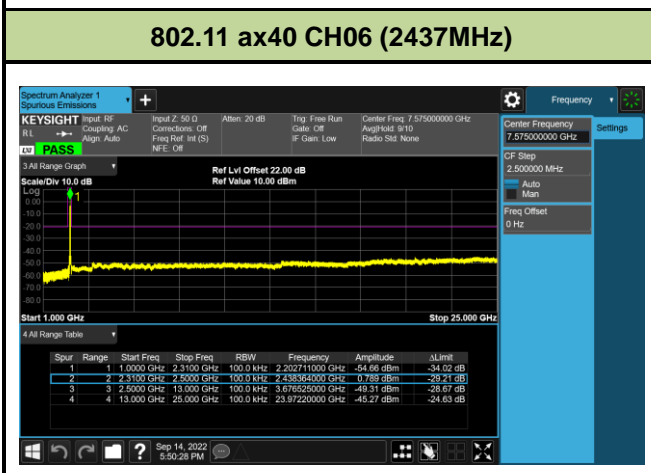 802.11 ax40 CH06 (2437MHz)
Spectrum Analyzer 1
Spurious Emissions
Frequency
KEYSIGHT Input: RF Input Z: 50 Ω Atten: 20 dB Trig: Free Run Center Freq: 7.575000000 GHz
R L Coupling: AC Corrections: Off Gate: Off Avg|Hold: 9/10
Align: Auto Freq Ref: Int (S) IF Gain: Low Radio Std: None
NFE: Off
LXI PASS
Center Frequency
7.575000000 GHz
Settings
CF Step
2.500000 MHz
Auto
Man
Freq Offset
0 Hz
3 All Range Graph
Ref Lvl Offset 22.00 dB
Scale/Div 10.0 dB Ref Value 10.00 dBm
Log
1
0.00
-10.0
-20.0
-30.0
-40.0
-50.0
-60.0
-70.0
-80.0
Start 1.000 GHz Stop 25.000 GHz
4 All Range Table
Spur Range Start Freq Stop Freq RBW Frequency Amplitude ΔLimit
1 1 1.0000 GHz 2.3100 GHz 100.0 kHz 2.202711000 GHz -54.66 dBm -34.02 dB
2 2 2.3100 GHz 2.5000 GHz 100.0 kHz 2.438364000 GHz 0.789 dBm -29.21 dB
3 3 2.5000 GHz 13.000 GHz 100.0 kHz 3.676525000 GHz -49.31 dBm -28.67 dB
4 4 13.000 GHz 25.000 GHz 100.0 kHz 23.97220000 GHz -45.27 dBm -24.63 dB
? Sep 14, 2022
5:50:28 PM